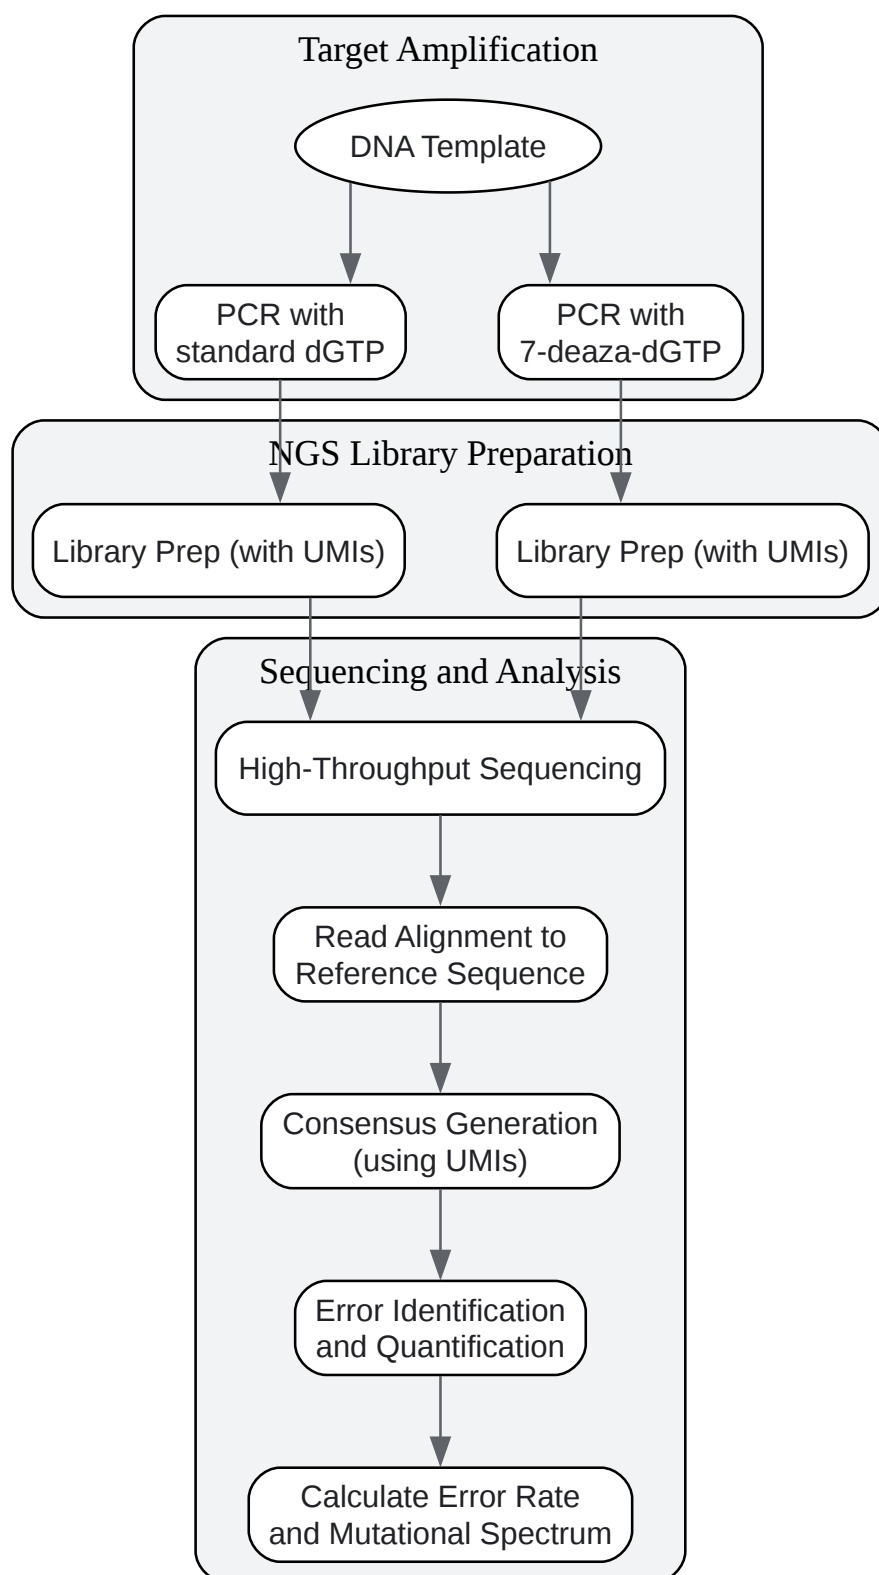 Target Amplification
DNA Template
PCR with
standard dGTP
PCR with
7-deaza-dGTP
NGS Library Preparation
Library Prep (with UMIs)
Library Prep (with UMIs)
Sequencing and Analysis
High-Throughput Sequencing
Read Alignment to
Reference Sequence
Consensus Generation
(using UMIs)
Error Identification
and Quantification
Calculate Error Rate
and Mutational Spectrum